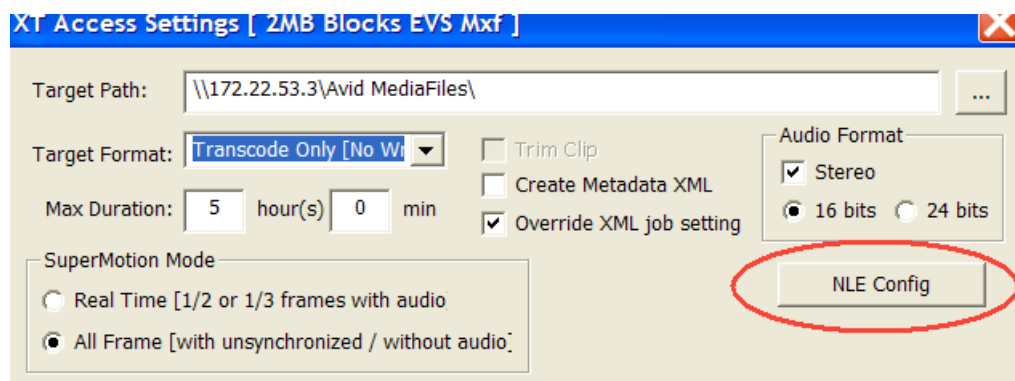 XT Access Settings [ 2MB Blocks EVS Mxf ]
Target Path: \\172.22.53.3\Avid MediaFiles\ ...
Target Format: Transcode Only [No Wr
Trim Clip
Create Metadata XML
Max Duration: 5 hour(s) 0 min
Override XML job setting
Audio Format
Stereo
16 bits 24 bits
SuperMotion Mode
Real Time [1/2 or 1/3 frames with audio]
All Frame [with unsynchronized / without audio]
NLE Config